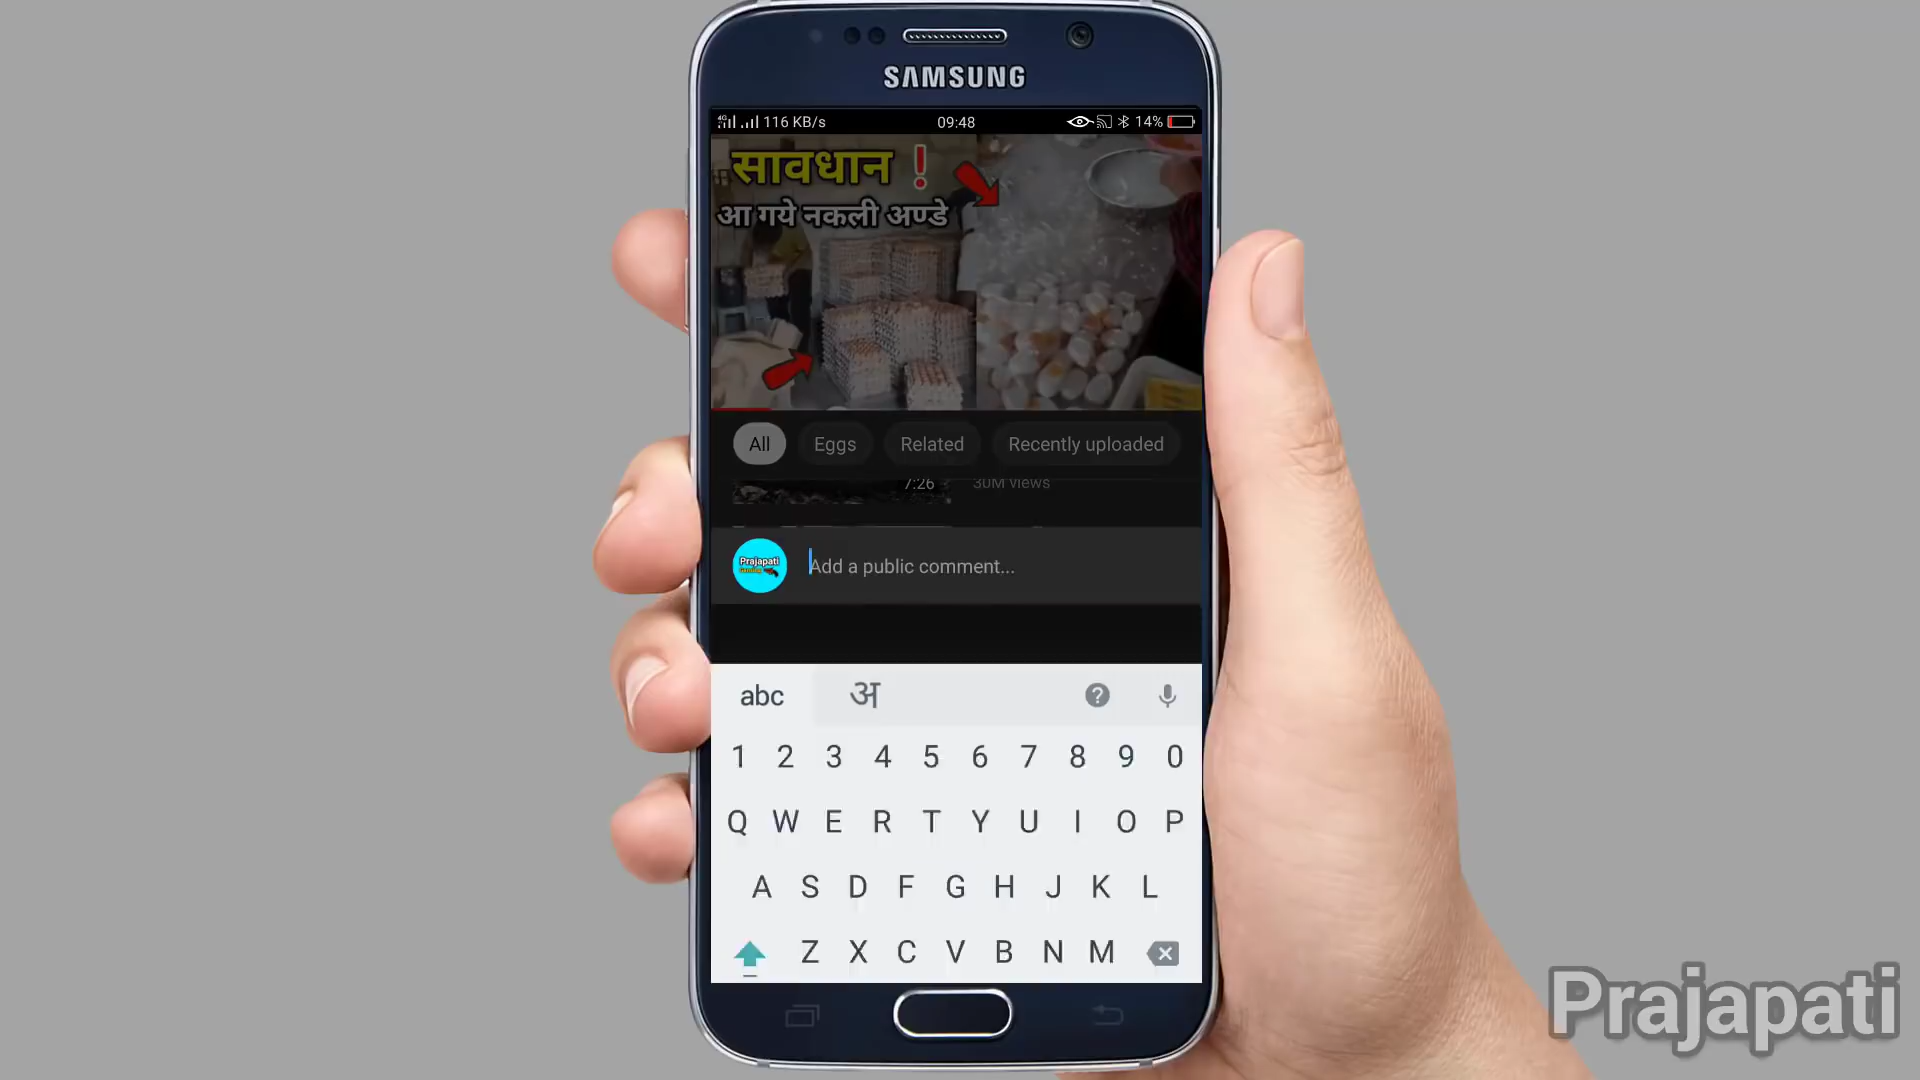 SAMSUNG
4G 116 KB/s 09:48 14%
सावधान !
आ गये नकली अण्डे
All Eggs Related Recently uploaded
7:26 30M views
Prajapati Add a public comment...
abc अ ?
1 2 3 4 5 6 7 8 9 0
Q W E R T Y U I O P
A S D F G H J K L
Z X C V B N M
Prajapati